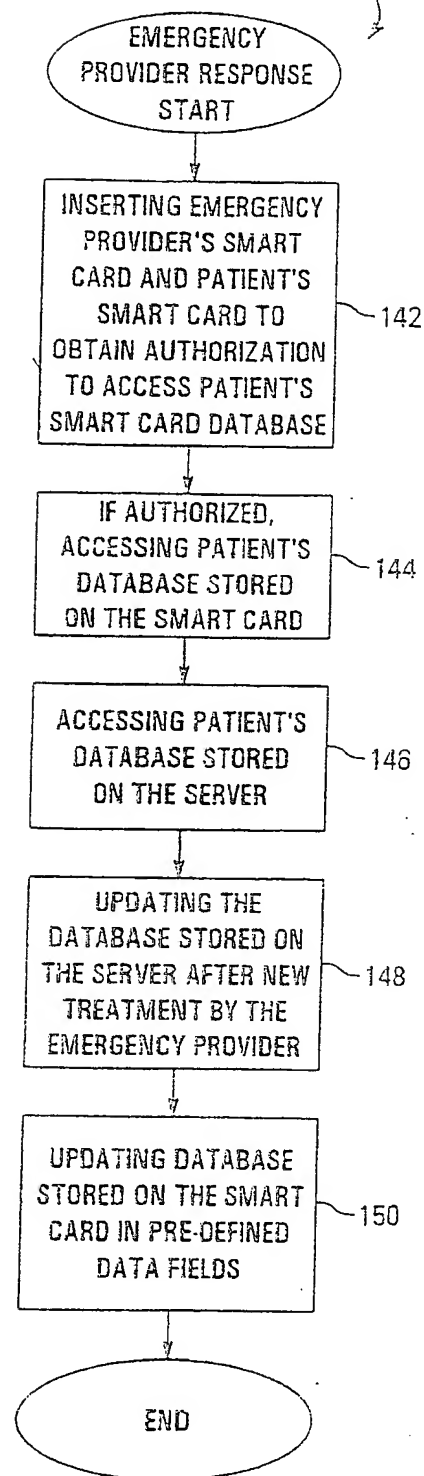 EMERGENCY
PROVIDER RESPONSE
START
INSERTING EMERGENCY
PROVIDER'S SMART
CARD AND PATIENT'S
SMART CARD TO
OBTAIN AUTHORIZATION
TO ACCESS PATIENT'S
SMART CARD DATABASE
142
IF AUTHORIZED,
ACCESSING PATIENT'S
DATABASE STORED
ON THE SMART CARD
144
ACCESSING PATIENT'S
DATABASE STORED
ON THE SERVER
146
UPDATING THE
DATABASE STORED ON
THE SERVER AFTER NEW
TREATMENT BY THE
EMERGENCY PROVIDER
148
UPDATING DATABASE
STORED ON THE SMART
CARD IN PRE-DEFINED
DATA FIELDS
150
END